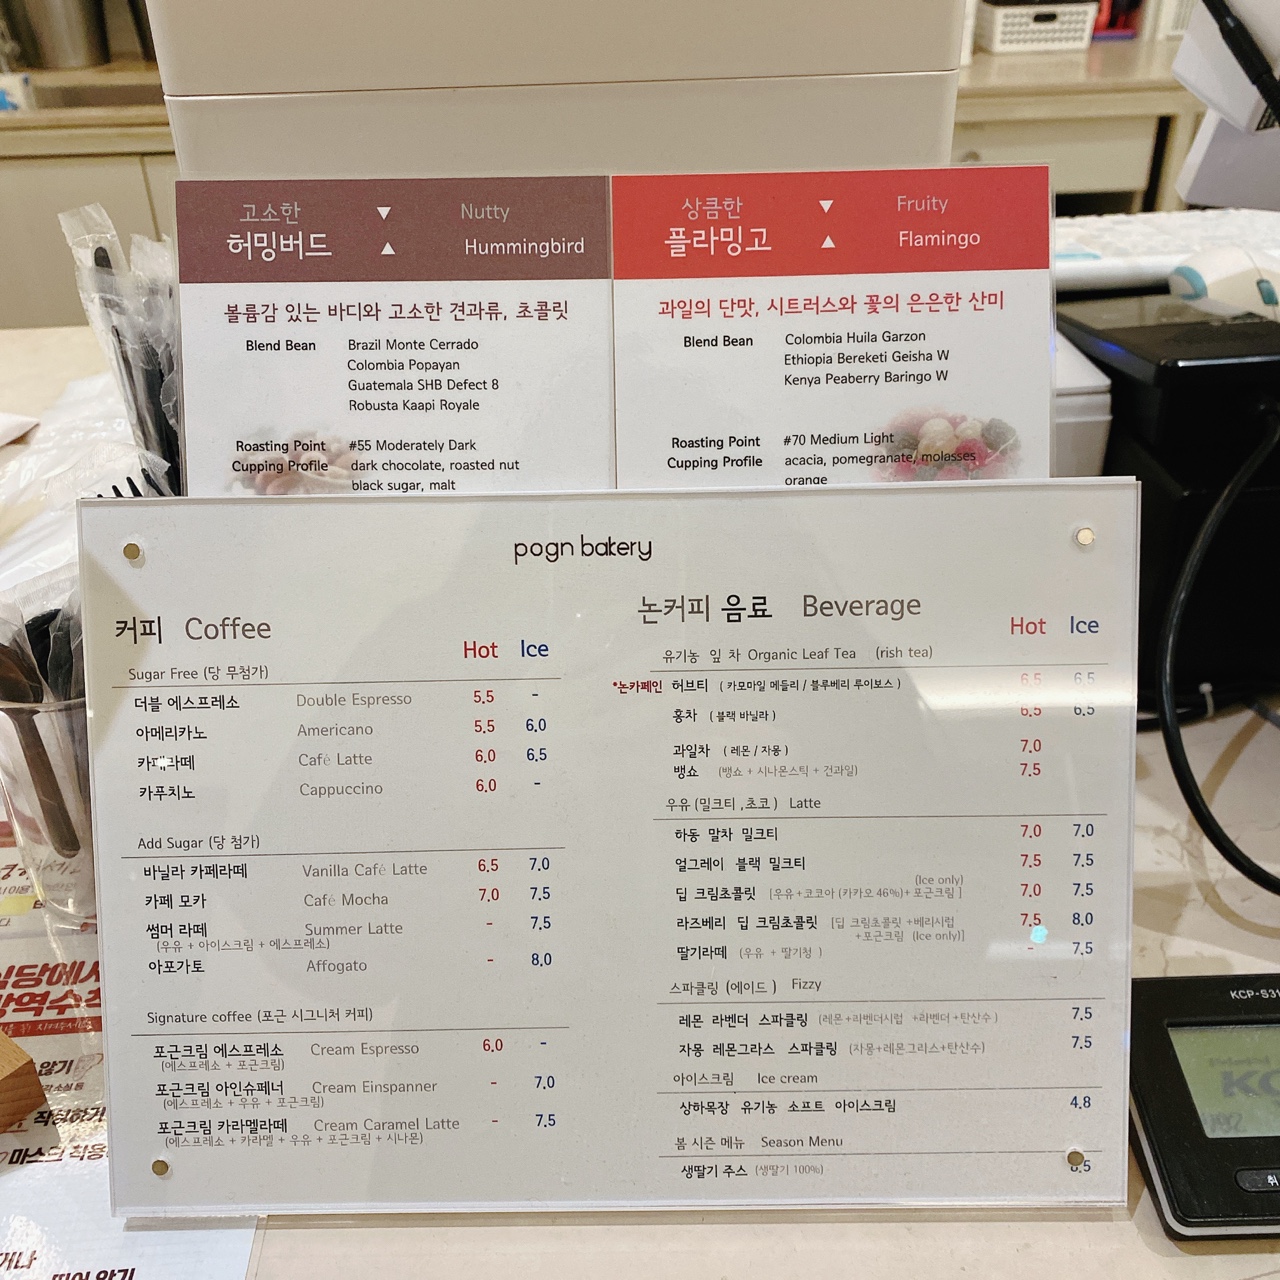 고소한 ▼ Nutty
허밍버드 ▲ Hummingbird
볼륨감 있는 바디와 고소한 견과류, 초콜릿
Blend Bean Brazil Monte Cerrado
Colombia Popayan
Guatemala SHB Defect 8
Robusta Kaapi Royale
Roasting Point #55 Moderately Dark
Cupping Profile dark chocolate, roasted nut
black sugar, malt
상큼한 ▼ Fruity
플라밍고 ▲ Flamingo
과일의 단맛, 시트러스와 꽃의 은은한 산미
Blend Bean Colombia Huila Garzon
Ethiopia Bereketi Geisha W
Kenya Peaberry Baringo W
Roasting Point #70 Medium Light
Cupping Profile acacia, pomegranate, molasses
orange
pogn bakery
커피 Coffee
Hot Ice
Sugar Free (당 무첨가)
더블 에스프레소 Double Espresso 5.5 -
아메리카노 Americano 5.5 6.0
카페라떼 Café Latte 6.0 6.5
카푸치노 Cappuccino 6.0 -
Add Sugar (당 첨가)
바닐라 카페라떼 Vanilla Café Latte 6.5 7.0
카페 모카 Café Mocha 7.0 7.5
썸머 라떼 Summer Latte - 7.5
(우유 + 아이스크림 + 에스프레소)
아포가토 Affogato - 8.0
Signature coffee (포근 시그니처 커피)
포근크림 에스프레소 Cream Espresso 6.0 -
(에스프레소 + 포근크림)
포근크림 아인슈페너 Cream Einspanner - 7.0
(에스프레소 + 우유 + 포근크림)
포근크림 카라멜라떼 Cream Caramel Latte - 7.5
(에스프레소 + 카라멜 + 우유 + 포근크림 + 시나몬)
논커피 음료 Beverage
Hot Ice
유기농 잎 차 Organic Leaf Tea (rish tea)
*논카페인 허브티 ( 카모마일 메들리 / 블루베리 루이보스 ) 6.5 6.5
홍차 ( 블랙 바닐라 ) 6.5 6.5
과일차 ( 레몬 / 자몽 ) 7.0
뱅쇼 (뱅쇼 + 시나몬스틱 + 건과일) 7.5
우유 (밀크티 ,초코 ) Latte
하동 말차 밀크티 7.0 7.0
얼그레이 블랙 밀크티 7.5 7.5
(Ice only)
딥 크림초콜릿 [우유+코코아 (카카오 46%)+ 포근크림 ] 7.0 7.5
라즈베리 딥 크림초콜릿 [딥 크림초콜릿 +베리시럽 7.5 8.0
+포근크림 (Ice only)]
딸기라떼 (우유 + 딸기청 ) - 7.5
스파클링 (에이드 ) Fizzy
레몬 라벤더 스파클링 (레몬+라벤더시럽 +라벤더+탄산수 ) 7.5
자몽 레몬그라스 스파클링 (자몽+레몬그리스+탄산수) 7.5
아이스크림 Ice cream
상하목장 유기농 소프트 아이스크림 4.8
봄 시즌 메뉴 Season Menu
생딸기 주스 (생딸기 100%)
KCP-S31